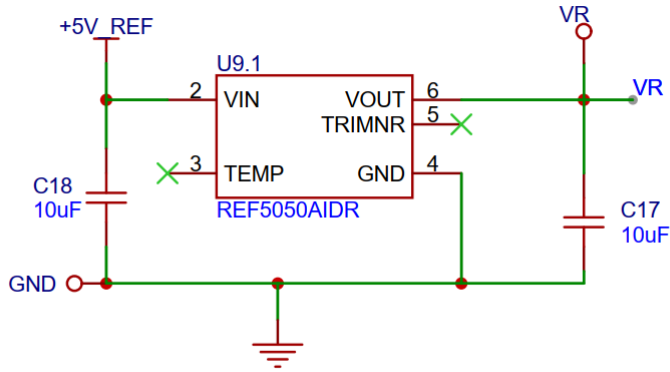 +5V_REF
VR
U9.1
2 VIN VOUT 6
VR
TRIMNR 5
3 TEMP GND 4
C18
10uF
REF5050AIDR
C17
10uF
GND